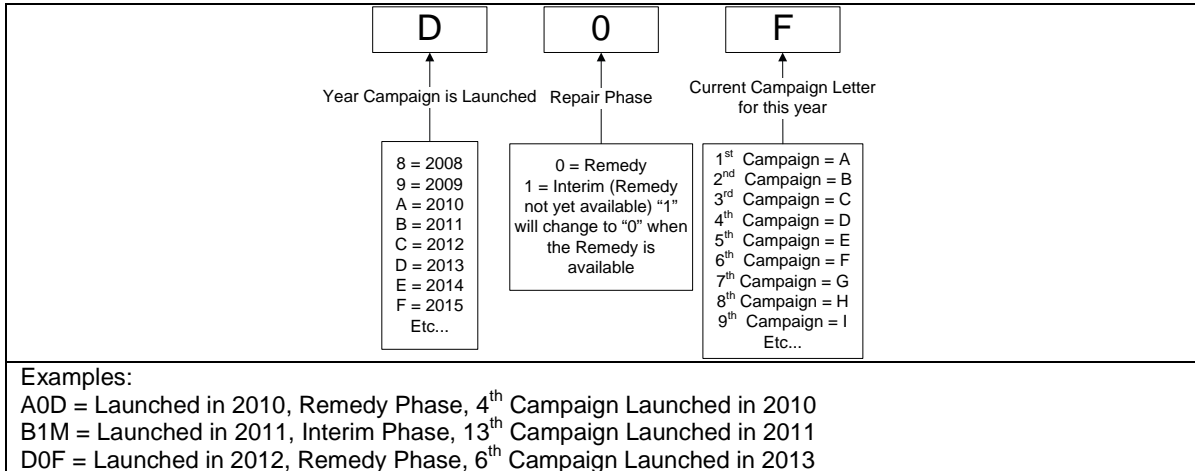 D 0 F
Year Campaign is Launched
Repair Phase
Current Campaign Letter
for this year
8 = 2008
9 = 2009
A = 2010
B = 2011
C = 2012
D = 2013
E = 2014
F = 2015
Etc...
0 = Remedy
1 = Interim (Remedy
not yet available) “1”
will change to “0” when
the Remedy is
available
1st Campaign = A
2nd Campaign = B
3rd Campaign = C
4th Campaign = D
5th Campaign = E
6th Campaign = F
7th Campaign = G
8th Campaign = H
9th Campaign = I
Etc...
Examples:
A0D = Launched in 2010, Remedy Phase, 4th Campaign Launched in 2010
B1M = Launched in 2011, Interim Phase, 13th Campaign Launched in 2011
D0F = Launched in 2012, Remedy Phase, 6th Campaign Launched in 2013